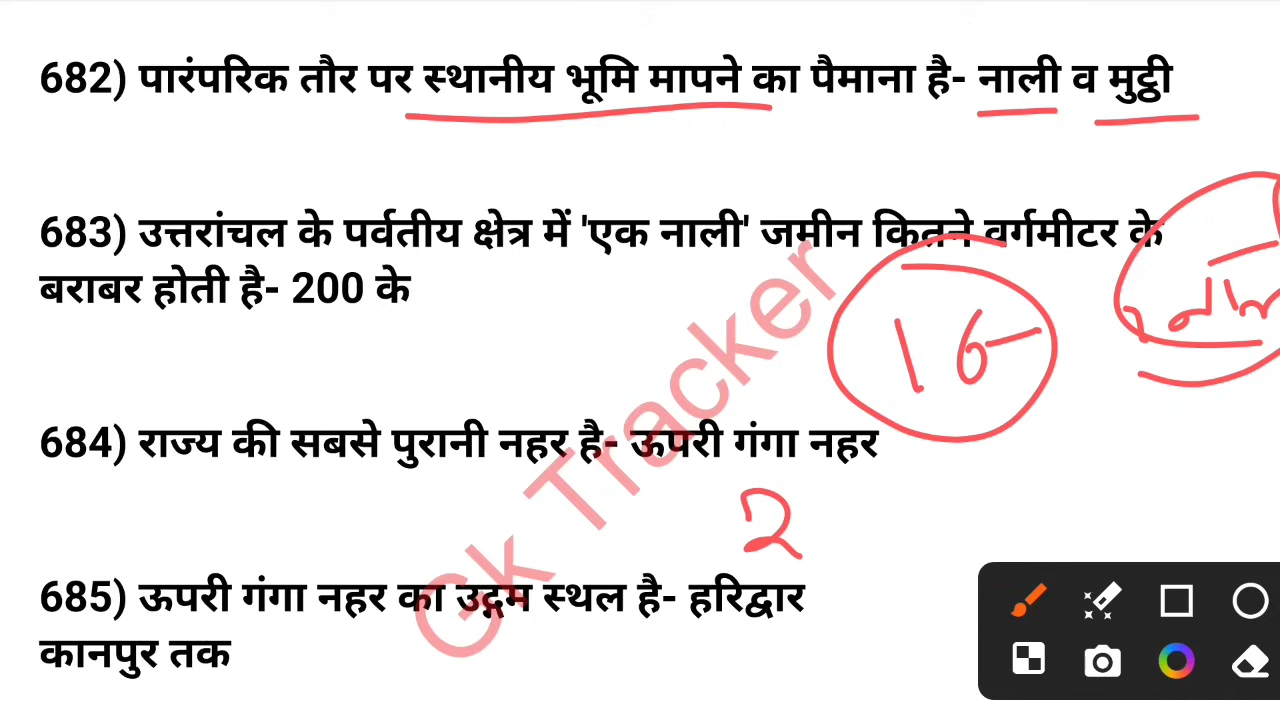 682) पारंपरिक तौर पर स्थानीय भूमि मापने का पैमाना है- नाली व मुट्ठी
683) उत्तरांचल के पर्वतीय क्षेत्र में 'एक नाली' जमीन कितने वर्गमीटर के
बराबर होती है- 200 के
16
684) राज्य की सबसे पुरानी नहर है- ऊपरी गंगा नहर
2
685) ऊपरी गंगा नहर का उद्गम स्थल है- हरिद्वार
कानपुर तक
Gk Tracker